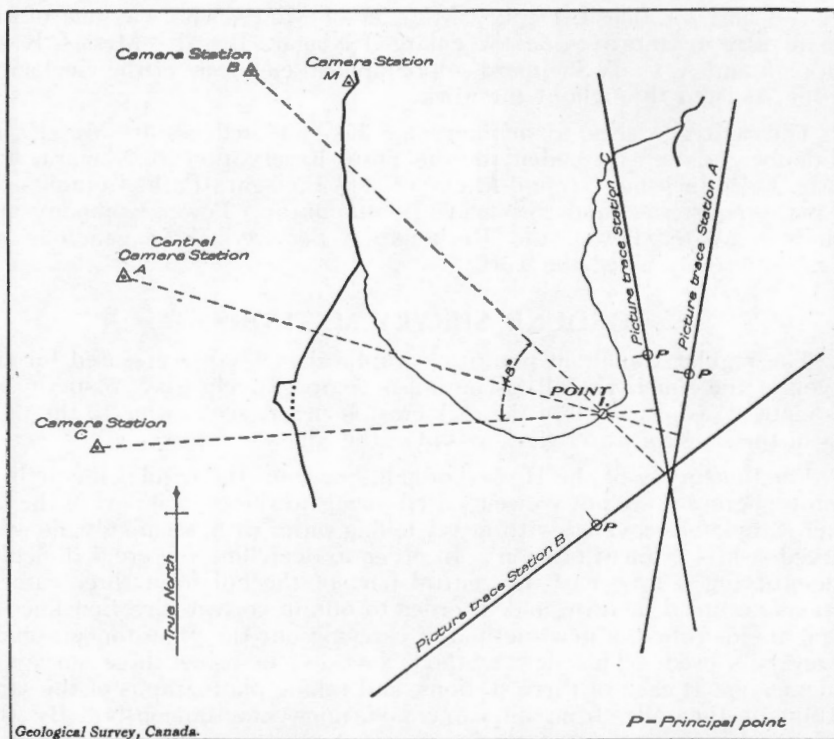 Camera Station
B
Camera Station
M
Central
Camera Station
A
Camera Station
C
True North
POINT
Picture trace Station C
Picture trace Station A
P
P
P
Picture trace Station B
P—Principal point
Geological Survey, Canada.